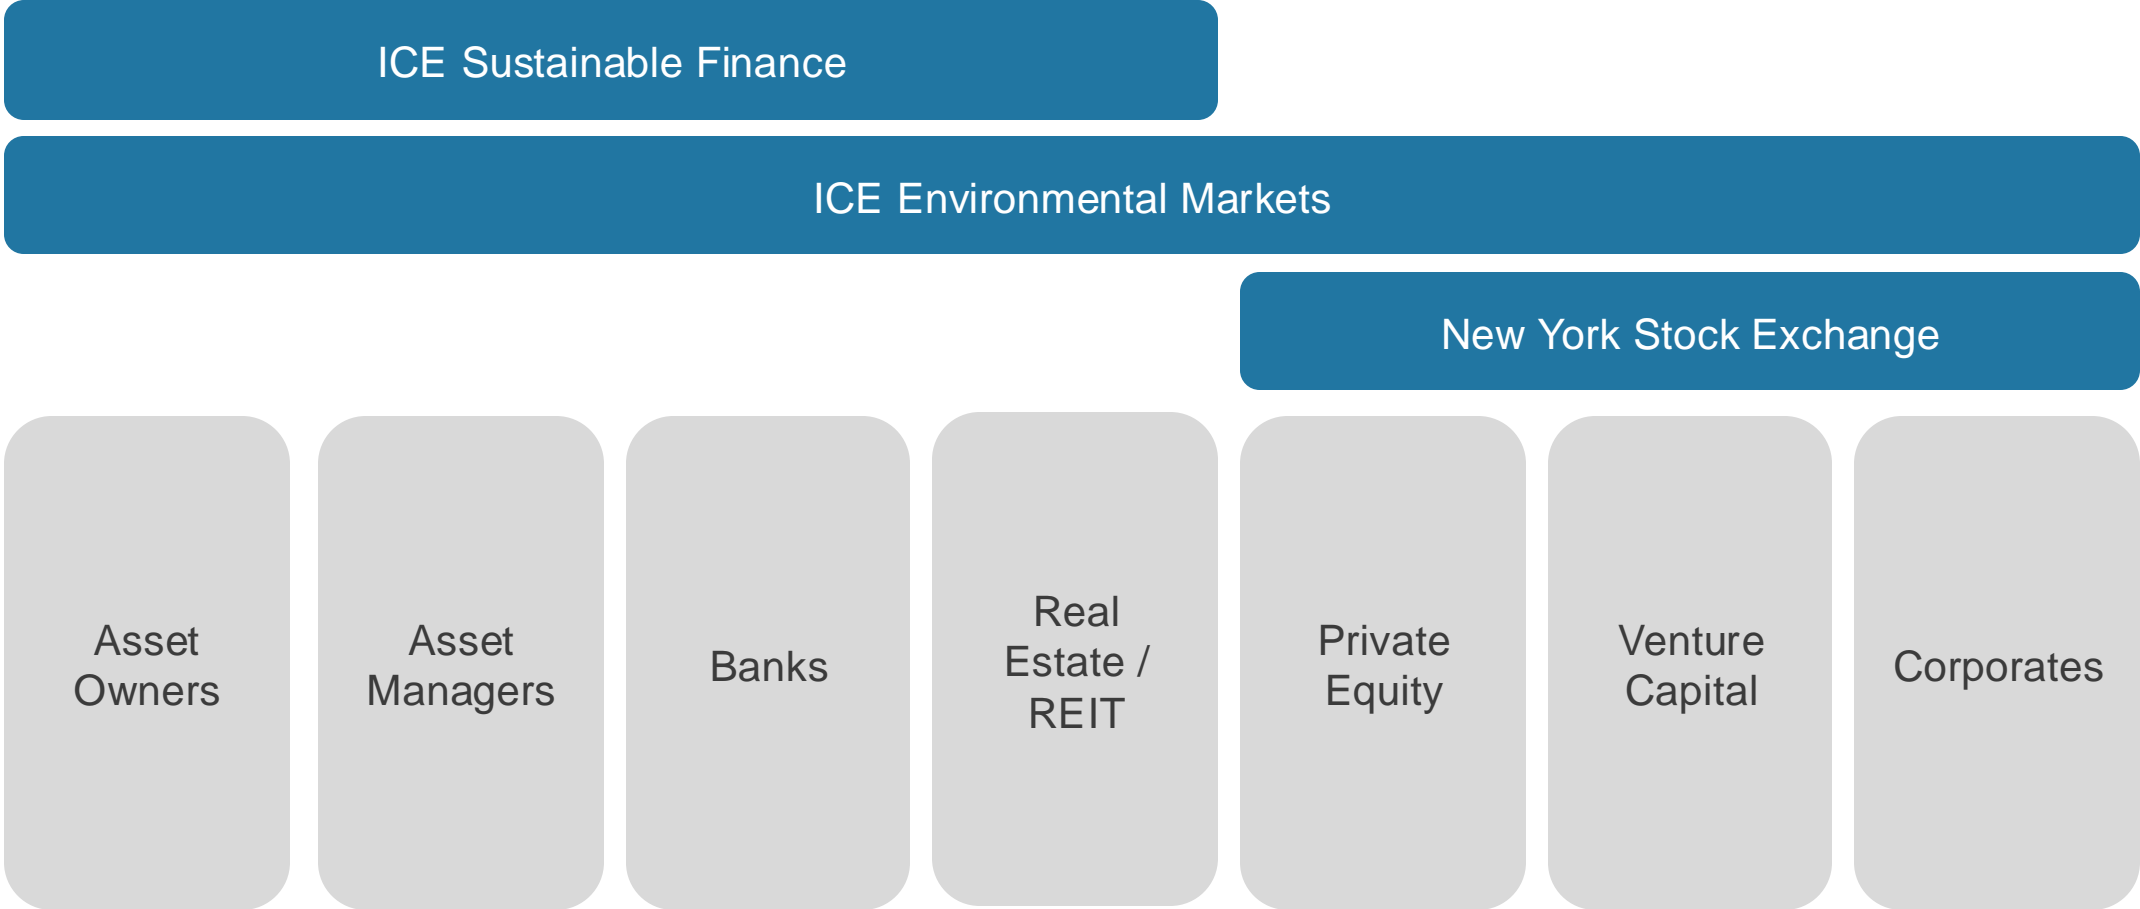 ICE Sustainable Finance
ICE Environmental Markets
New York Stock Exchange
Asset
Owners
Asset
Managers
Banks
Real
Estate /
REIT
Private
Equity
Venture
Capital
Corporates